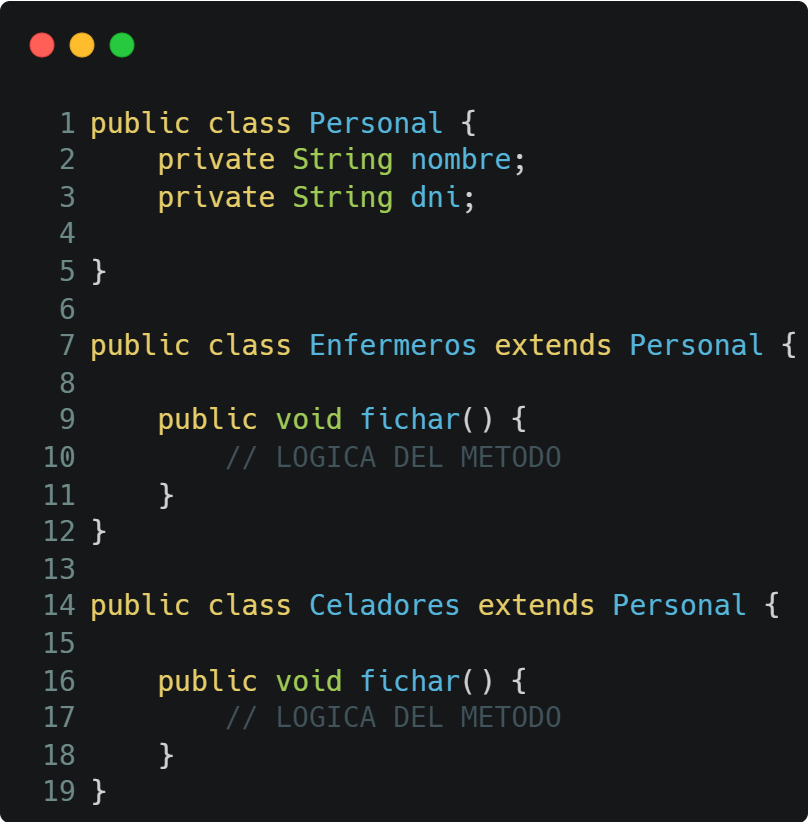 1 public class Personal {
2     private String nombre;
3     private String dni;
4
5 }
6
7 public class Enfermeros extends Personal {
8
9     public void fichar() {
10         // LOGICA DEL METODO
11     }
12 }
13
14 public class Celadores extends Personal {
15
16     public void fichar() {
17         // LOGICA DEL METODO
18     }
19 }